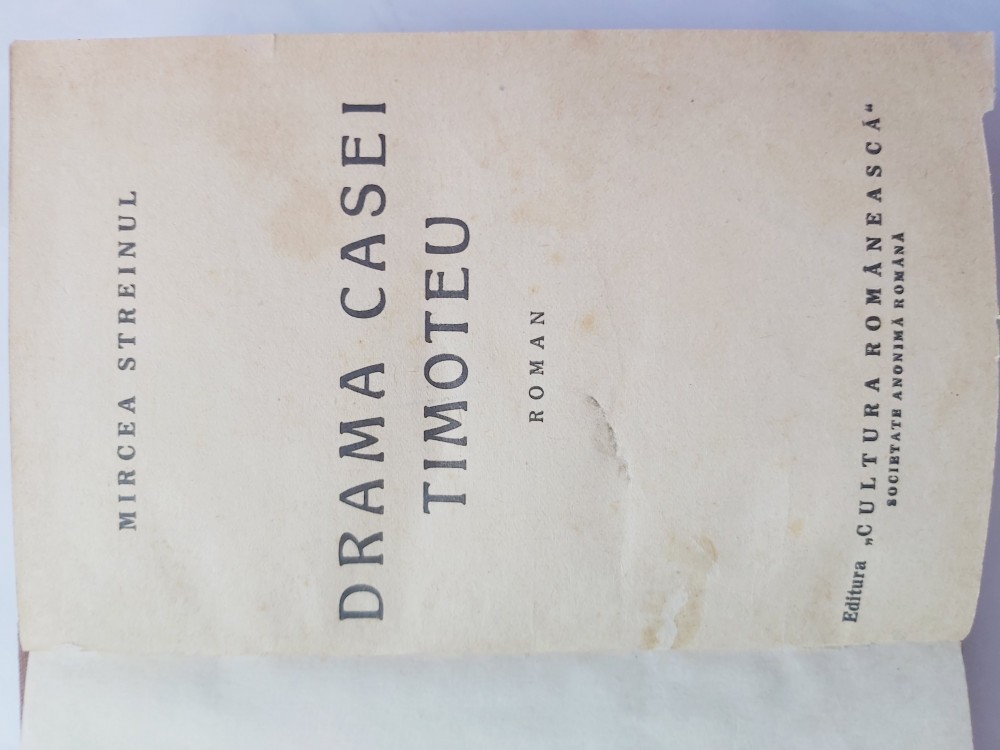 MIRCEA STREINUL
DRAMA CASEI
TIMOTEU
ROMAN
Editura „CULTURA ROMÂNEASCĂ“
SOCIETATE ANONIMĂ ROMÂNĂ